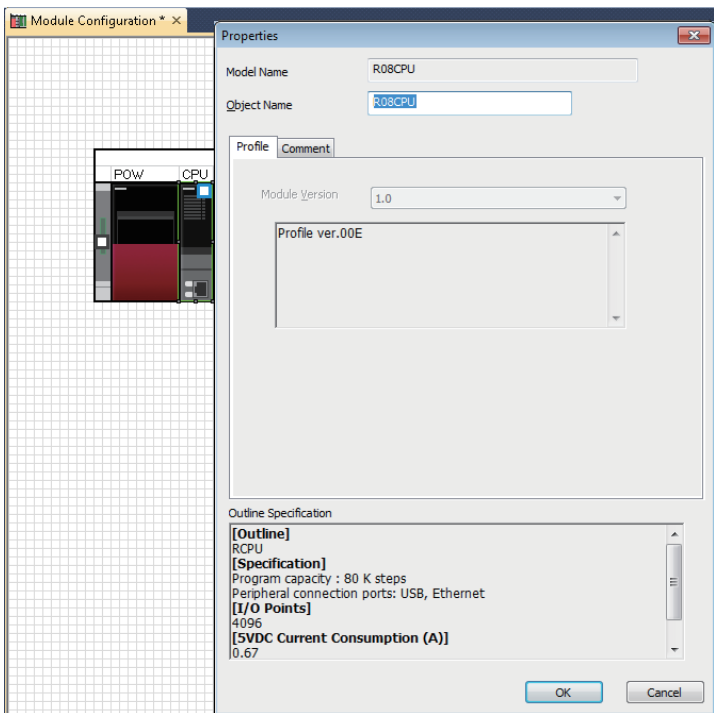 Module Configuration *
Properties
Model Name
R08CPU
Object Name
R08CPU
Profile
Comment
POW
CPU
Module Version
1.0
Profile ver.00E
Outline Specification
[Outline]
RCPU
[Specification]
Program capacity : 80 K steps
Peripheral connection ports: USB, Ethernet
[I/O Points]
4096
[5VDC Current Consumption (A)]
0.67
OK
Cancel